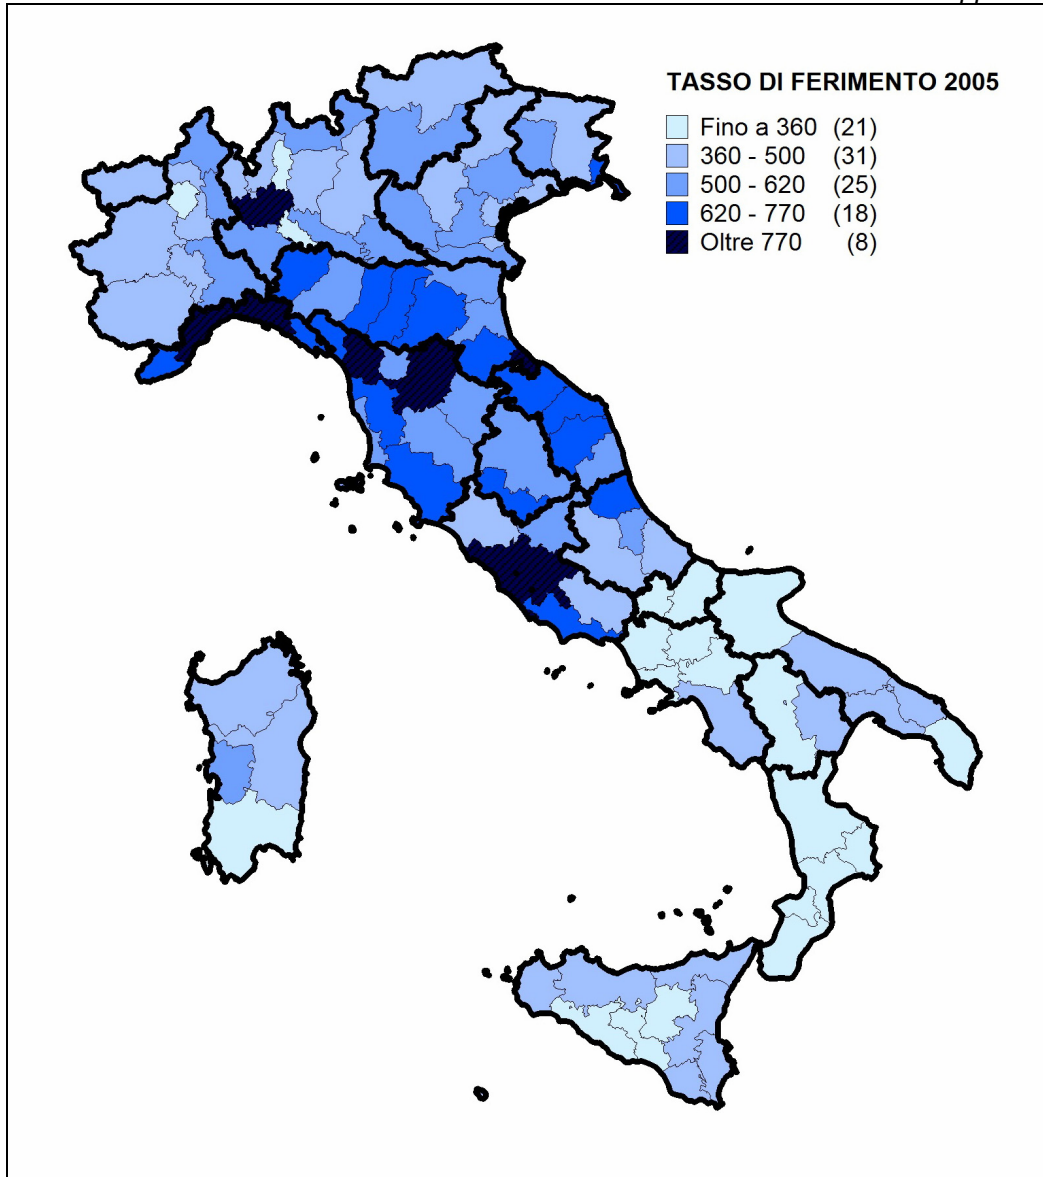 TASSO DI FERIMENTO 2005
Fino a 360 (21)
360 - 500 (31)
500 - 620 (25)
620 - 770 (18)
Oltre 770 (8)